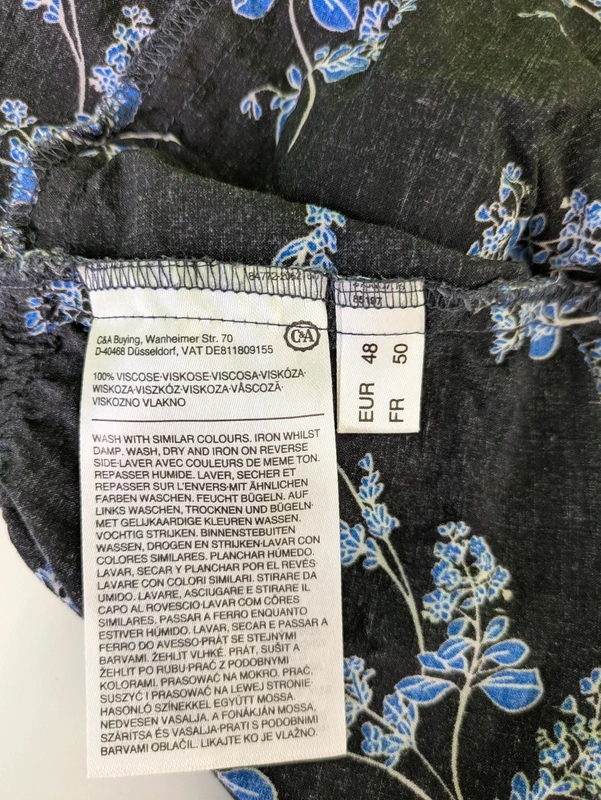 C&A Buying, Wanheimer Str. 70
D-40468 Düsseldorf, VAT DE811809155
C&A
100% VISCOSE·VISKOSE·VISCOSA·VISKÓZA·
WISKOZA·VISZKÓZ·VISKOZA·VÂSCOZĂ·
VISKOZNO VLAKNO
WASH WITH SIMILAR COLOURS. IRON WHILST
DAMP. WASH, DRY AND IRON ON REVERSE
SIDE·LAVER AVEC COULEURS DE MEME TON.
REPASSER HUMIDE. LAVER, SECHER ET
REPASSER SUR L'ENVERS·MIT ÄHNLICHEN
FARBEN WASCHEN. FEUCHT BÜGELN. AUF
LINKS WASCHEN, TROCKNEN UND BÜGELN·
MET GELIJKAARDIGE KLEUREN WASSEN.
VOCHTIG STRIJKEN. BINNENSTEBUITEN
WASSEN, DROGEN EN STRIJKEN·LAVAR CON
COLORES SIMILARES. PLANCHAR HÚMEDO.
LAVAR, SECAR Y PLANCHAR POR EL REVÉS·
LAVARE CON COLORI SIMILARI. STIRARE DA
UMIDO. LAVARE, ASCIUGARE E STIRARE IL
CAPO AL ROVESCIO·LAVAR COM CÔRES
SIMILARES. PASSAR A FERRO ENQUANTO
ESTIVER HÚMIDO. LAVAR, SECAR E PASSAR A
FERRO DO AVESSO·PRÁT SE STEJNÝMI
BARVAMI. ŽEHLIT VLHKÉ. PRÁT, SUŠIT A
ŽEHLIT PO RUBU·PRAĆ Z PODOBNYMI
KOLORAMI. PRASOWAĆ NA MOKRO. PRAĆ,
SUSZYĆ I PRASOWAĆ NA LEWEJ STRONIE·
HASONLÓ SZÍNEKKEL EGYÜTT MOSSA.
NEDVESEN VASALJA. A FONÁKJÁN MOSSA,
SZÁRÍTSA ÉS VASALJA·PRATI S PODOBNIMI
BARVAMI OBLAČIL. LIKAJTE KO JE VLAŽNO.
EUR 48
FR 50